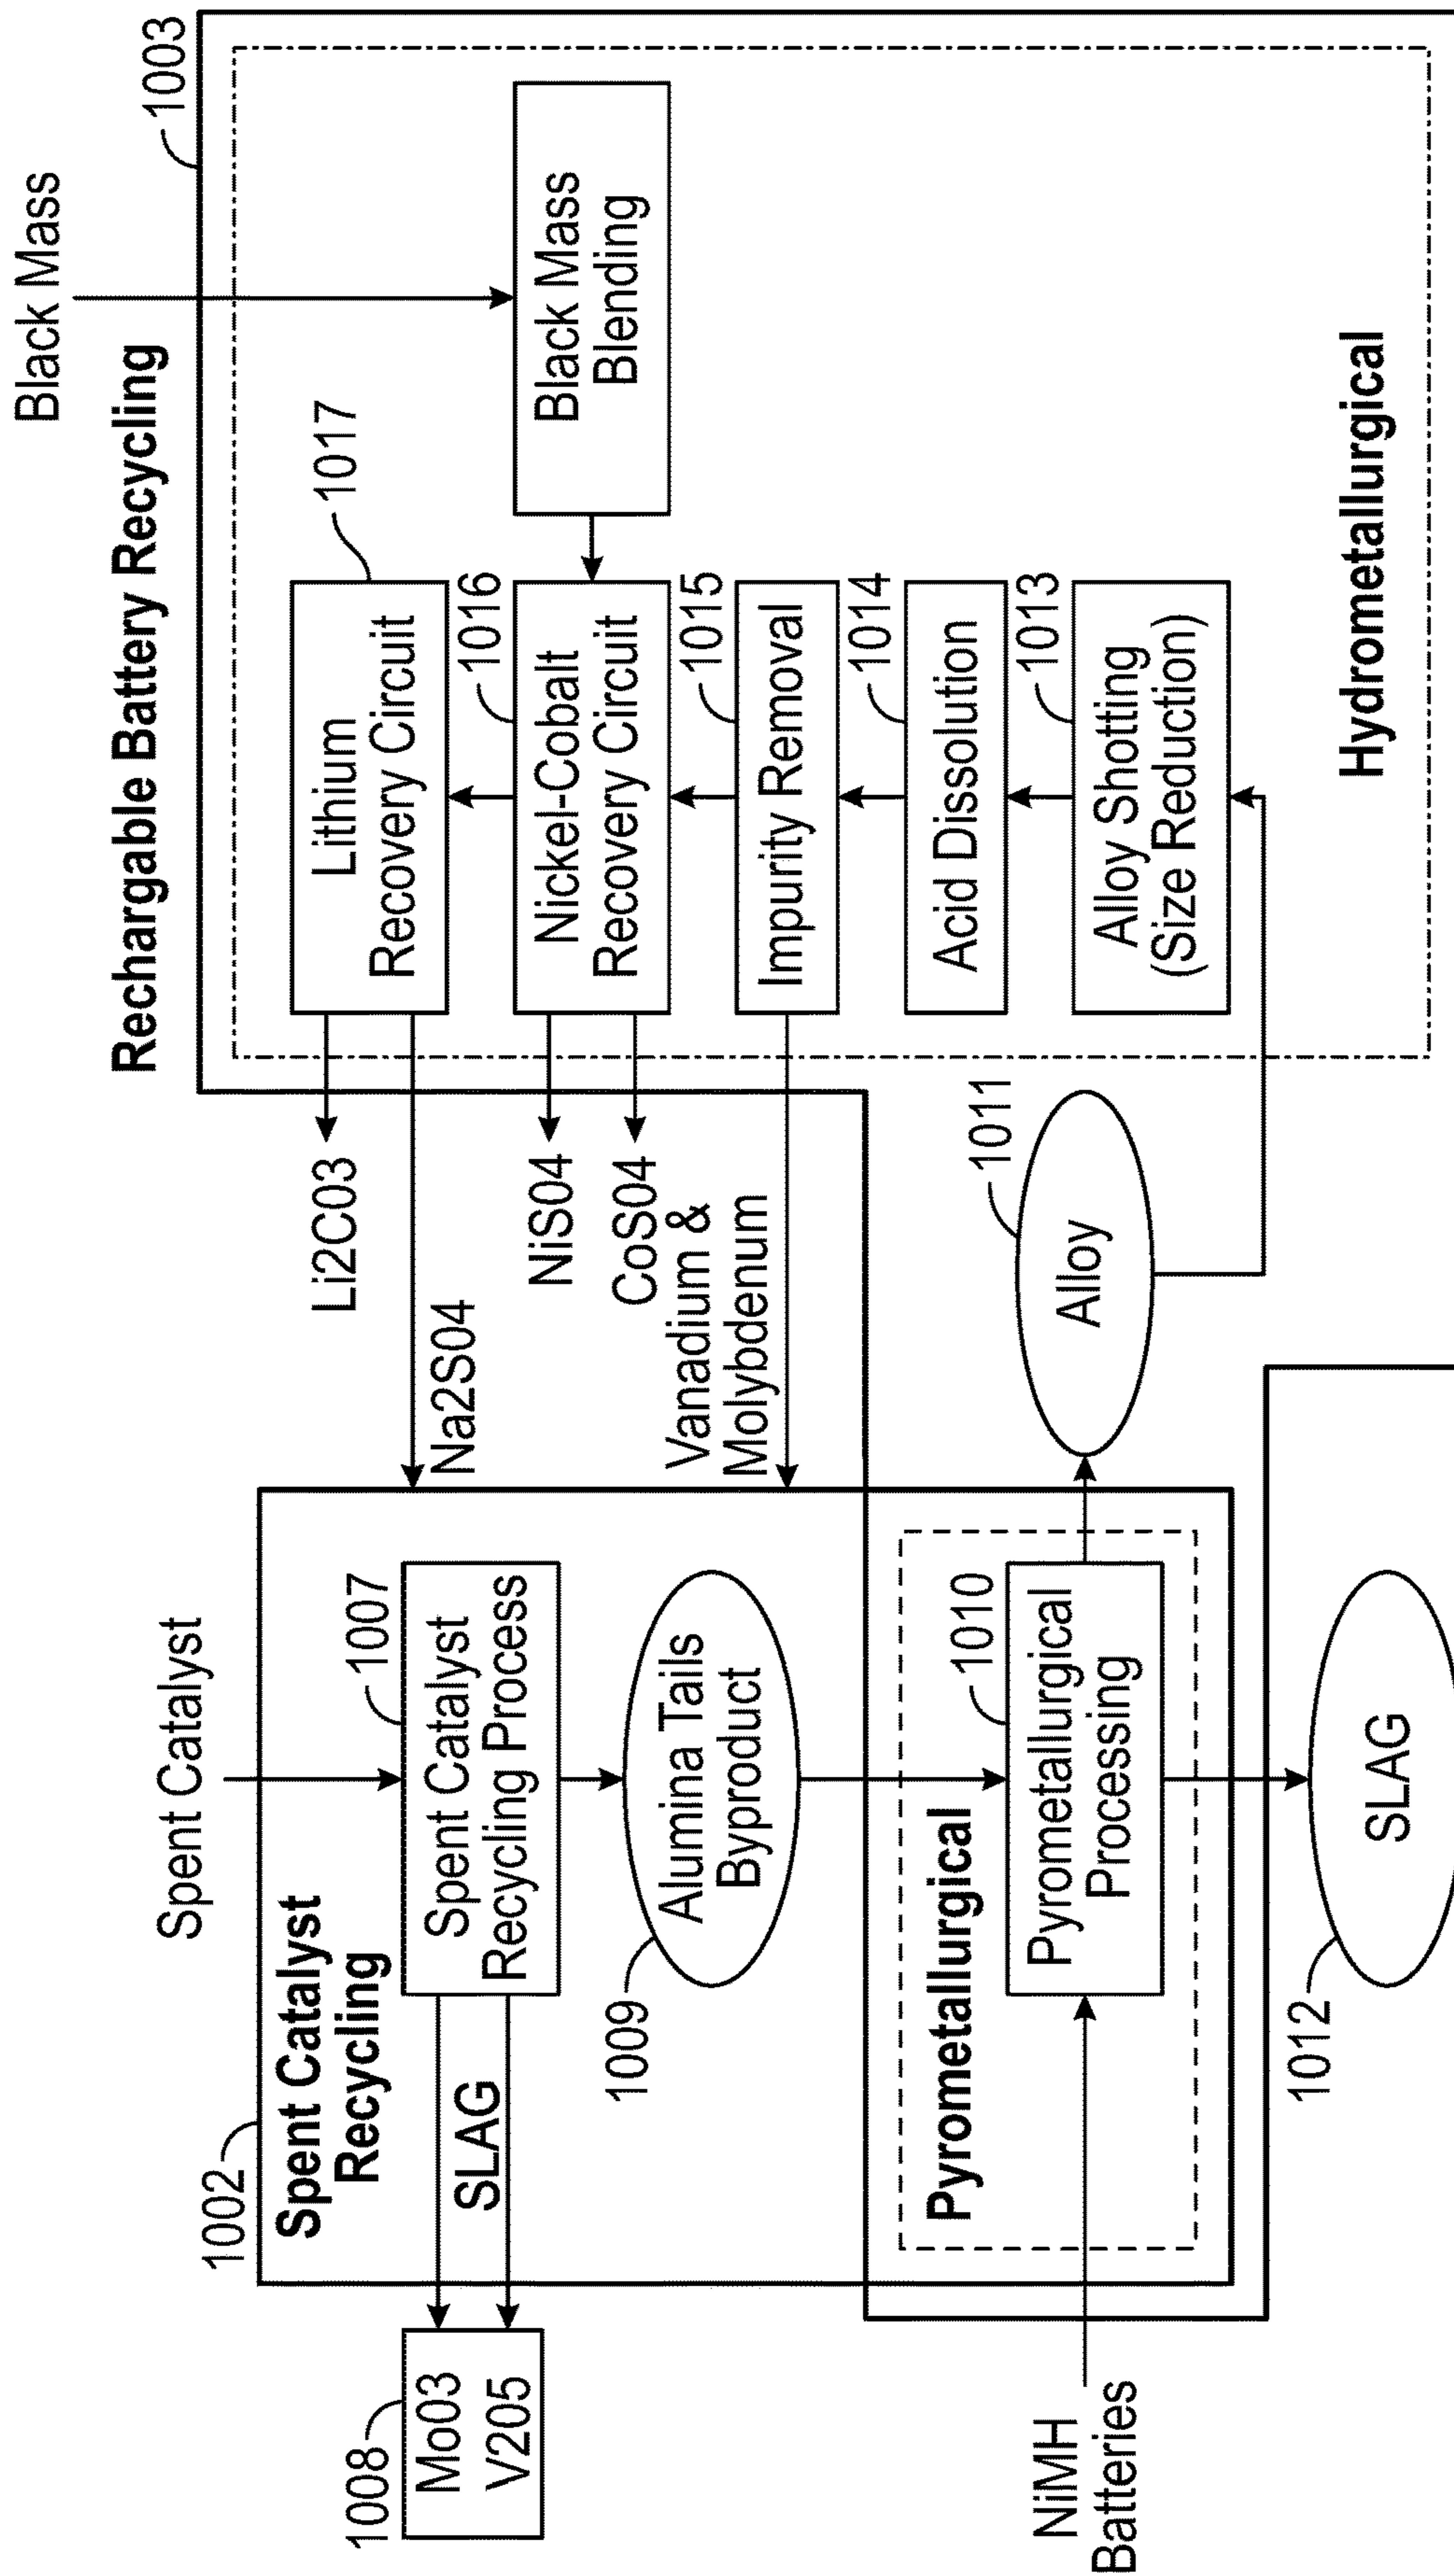 Spent Catalyst
1002
Spent Catalyst
Recycling
1007
Spent Catalyst
Recycling Process
SLAG
1008
Mo03
V205
1009
Alumina Tails
Byproduct
Pyrometallurgical
1010
Pyrometallurgical
Processing
NiMH
Batteries
1012
SLAG
1011
Alloy
Black Mass
1003
Rechargable Battery Recycling
1017
Lithium
Recovery Circuit
Li2C03
Na2S04
1016
Nickel-Cobalt
Recovery Circuit
NiS04
CoS04
Black Mass
Blending
1015
Impurity Removal
Vanadium &
Molybdenum
1014
Acid Dissolution
1013
Alloy Shotting
(Size Reduction)
Hydrometallurgical